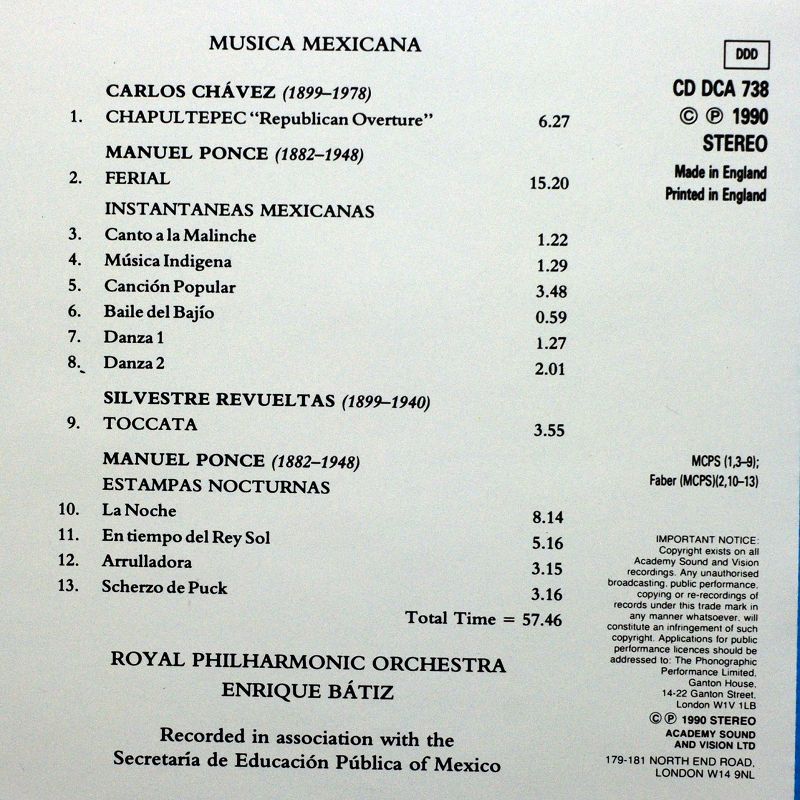 MUSICA MEXICANA
CARLOS CHÁVEZ (1899–1978)
1. CHAPULTEPEC “Republican Overture” 6.27
MANUEL PONCE (1882–1948)
2. FERIAL 15.20
INSTANTANEAS MEXICANAS
3. Canto a la Malinche 1.22
4. Música Indigena 1.29
5. Canción Popular 3.48
6. Baile del Bajío 0.59
7. Danza 1 1.27
8. Danza 2 2.01
SILVESTRE REVUELTAS (1899–1940)
9. TOCCATA 3.55
MANUEL PONCE (1882–1948)
ESTAMPAS NOCTURNAS
10. La Noche 8.14
11. En tiempo del Rey Sol 5.16
12. Arrulladora 3.15
13. Scherzo de Puck 3.16
Total Time = 57.46
ROYAL PHILHARMONIC ORCHESTRA
ENRIQUE BÁTIZ
Recorded in association with the
Secretaría de Educación Pública of Mexico
DDD
CD DCA 738
© ℗ 1990
STEREO
Made in England
Printed in England
MCPS (1,3–9);
Faber (MCPS)(2,10–13)
IMPORTANT NOTICE:
Copyright exists on all
Academy Sound and Vision
recordings. Any unauthorised
broadcasting, public performance,
copying or re-recordings of
records under this trade mark in
any manner whatsoever, will
constitute an infringement of such
copyright. Applications for public
performance licences should be
addressed to: The Phonographic
Performance Limited,
Ganton House,
14-22 Ganton Street,
London W1V 1LB
© ℗ 1990 STEREO
ACADEMY SOUND
AND VISION LTD
179-181 NORTH END ROAD,
LONDON W14 9NL